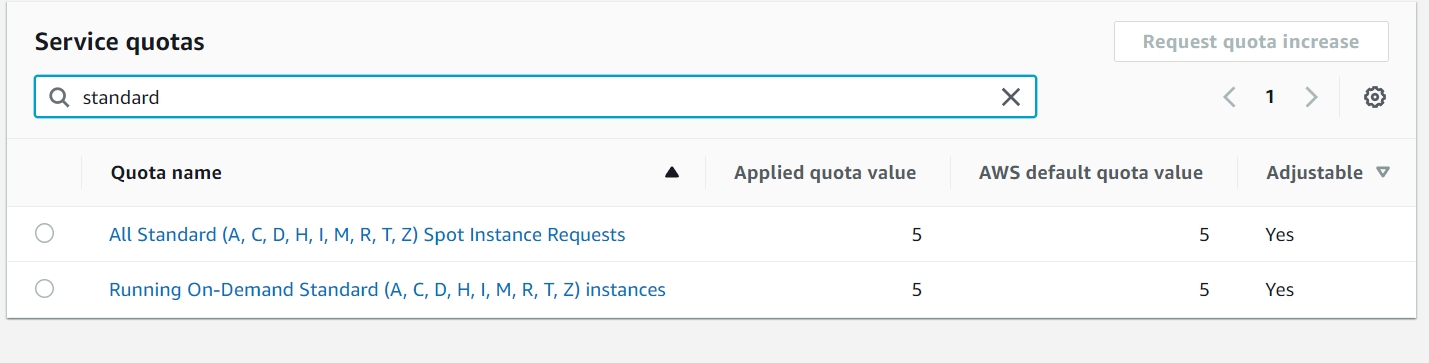 Service quotas
Request quota increase
standard
1
Quota name Applied quota value AWS default quota value Adjustable
All Standard (A, C, D, H, I, M, R, T, Z) Spot Instance Requests 5 5 Yes
Running On-Demand Standard (A, C, D, H, I, M, R, T, Z) instances 5 5 Yes